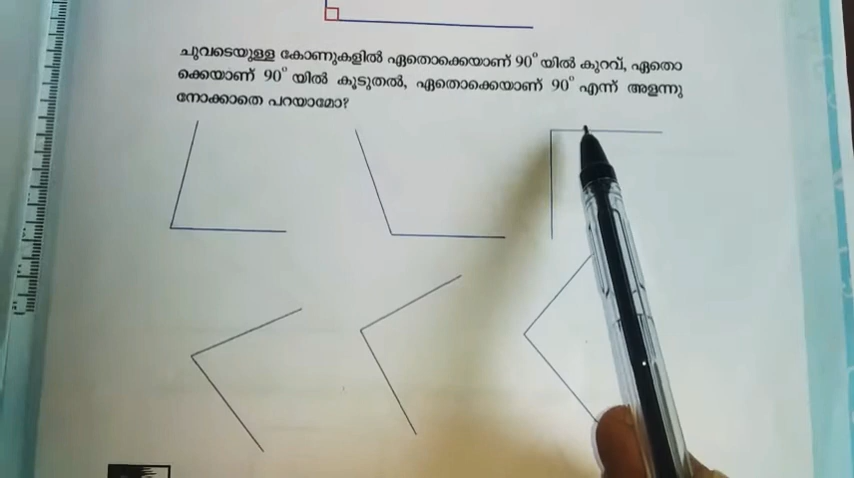 ചുവടെയുള്ള കോണുകളിൽ ഏതൊക്കെയാണ് 90° യിൽ കുറവ്, ഏതൊ
ക്കെയാണ് 90° യിൽ കൂടുതൽ, ഏതൊക്കെയാണ് 90° എന്ന് അളന്നു
നോക്കാതെ പറയാമോ?